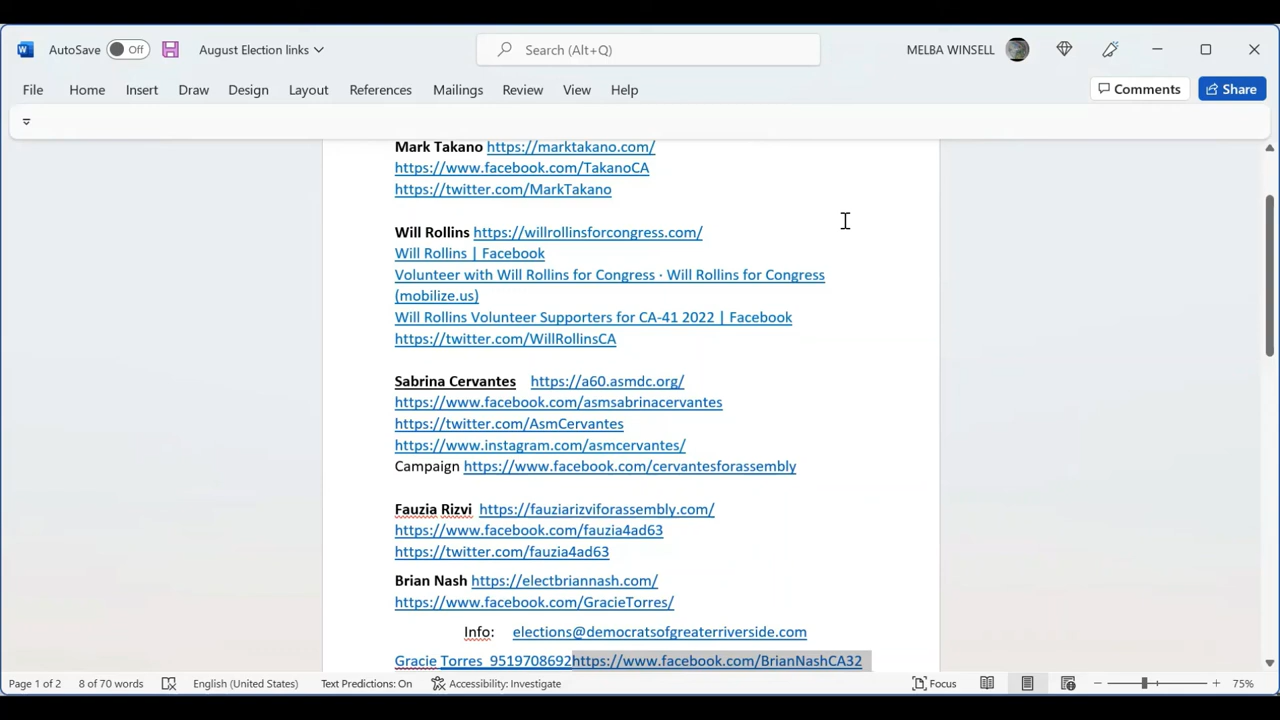 AutoSave Off August Election links Search (Alt+Q) MELBA WINSELL
File Home Insert Draw Design Layout References Mailings Review View Help Comments Share
Mark Takano https://marktakano.com/
https://www.facebook.com/TakanoCA
https://twitter.com/MarkTakano
Will Rollins https://willrollinsforcongress.com/
Will Rollins | Facebook
Volunteer with Will Rollins for Congress · Will Rollins for Congress
(mobilize.us)
Will Rollins Volunteer Supporters for CA-41 2022 | Facebook
https://twitter.com/WillRollinsCA
Sabrina Cervantes https://a60.asmdc.org/
https://www.facebook.com/asmsabrinacervantes
https://twitter.com/AsmCervantes
https://www.instagram.com/asmcervantes/
Campaign https://www.facebook.com/cervantesforassembly
Fauzia Rizvi https://fauziarizviforassembly.com/
https://www.facebook.com/fauzia4ad63
https://twitter.com/fauzia4ad63
Brian Nash https://electbriannash.com/
https://www.facebook.com/GracieTorres/
Info: elections@democratsofgreaterriverside.com
Gracie Torres 9519708692https://www.facebook.com/BrianNashCA32
Page 1 of 2 8 of 70 words English (United States) Text Predictions: On Accessibility: Investigate Focus 75%